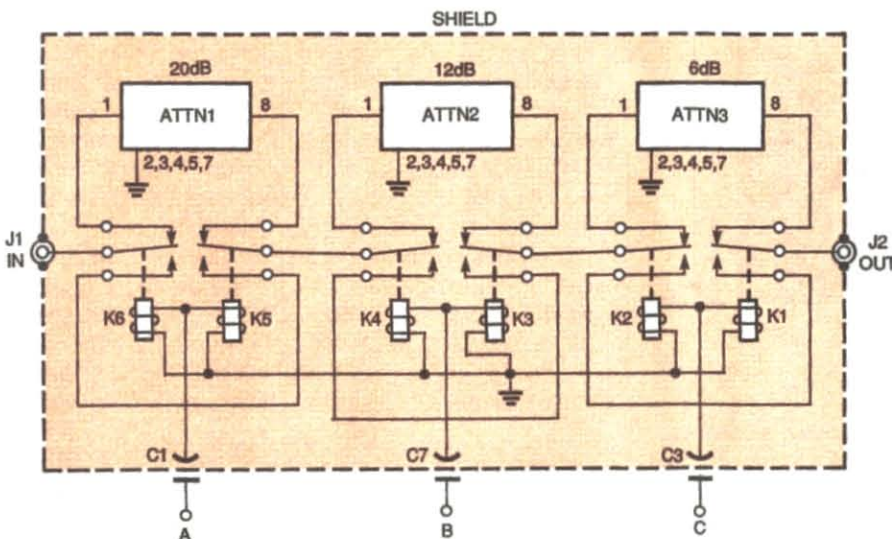 SHIELD
20dB
12dB
6dB
1
ATTN1
8
1
ATTN2
8
1
ATTN3
8
2,3,4,5,7
2,3,4,5,7
2,3,4,5,7
J1
IN
J2
OUT
K6
K5
K4
K3
K2
K1
C1
C7
C3
A
B
C